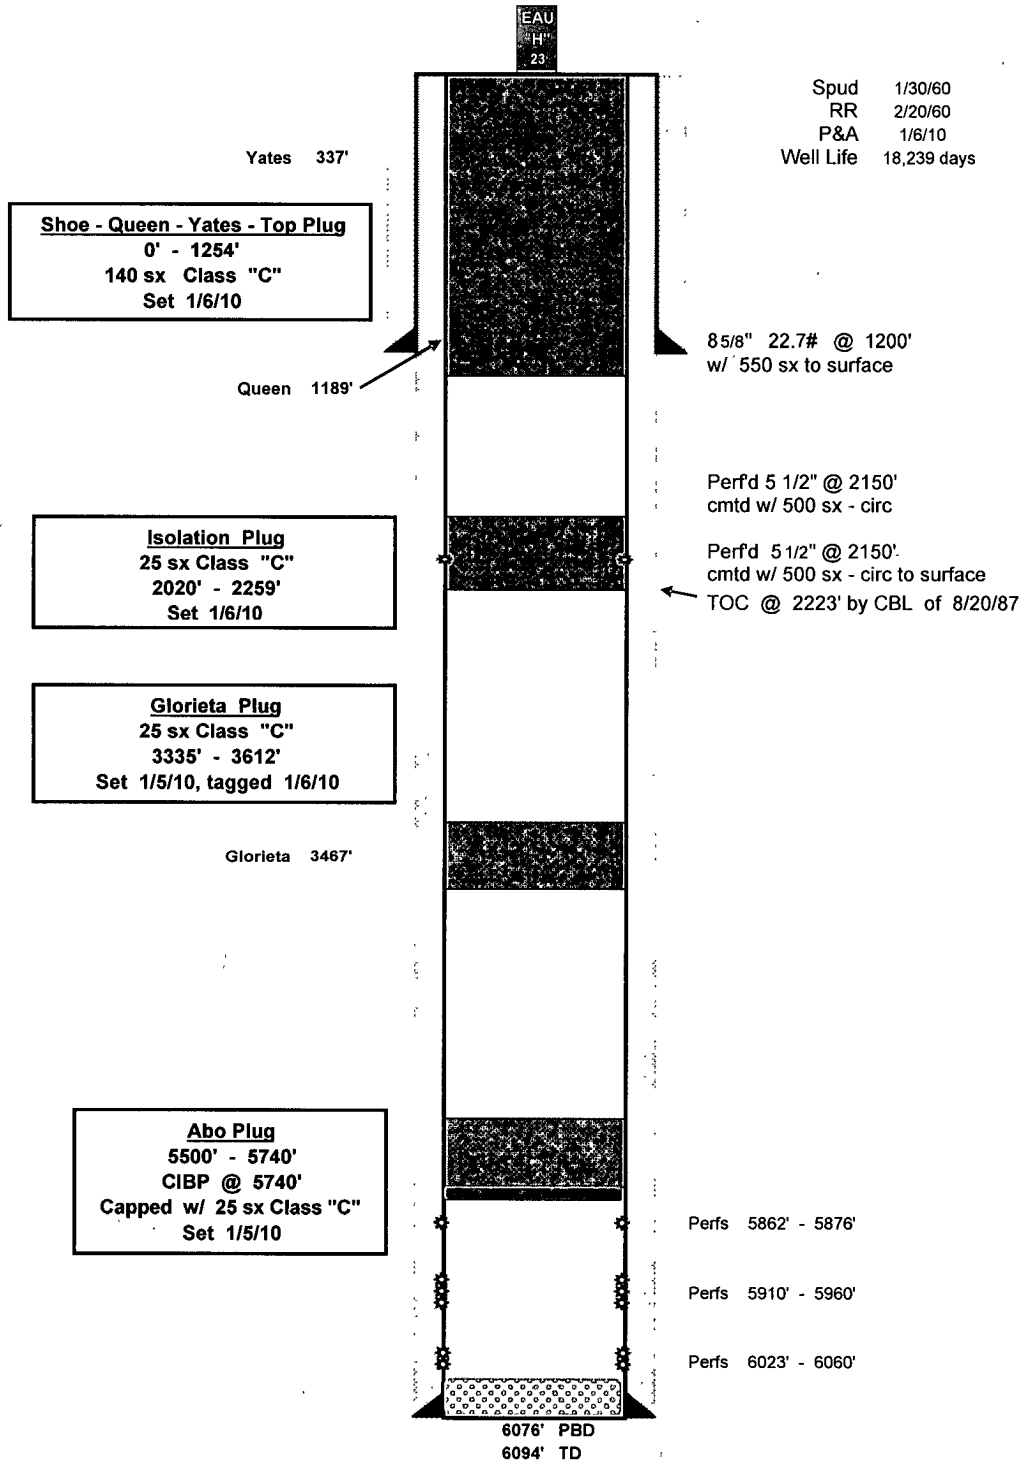 EAU
"H"
23
Spud 1/30/60
RR 2/20/60
P&A 1/6/10
Well Life 18,239 days
Yates 337'
Shoe - Queen - Yates - Top Plug
0' - 1254'
140 sx Class "C"
Set 1/6/10
8 5/8" 22.7# @ 1200'
w/ 550 sx to surface
Queen 1189'
Perf'd 5 1/2" @ 2150'
cmtd w/ 500 sx - circ
Isolation Plug
25 sx Class "C"
2020' - 2259'
Set 1/6/10
Perf'd 5 1/2" @ 2150'
cmtd w/ 500 sx - circ to surface
TOC @ 2223' by CBL of 8/20/87
Glorieta Plug
25 sx Class "C"
3335' - 3612'
Set 1/5/10, tagged 1/6/10
Glorieta 3467'
Abo Plug
5500' - 5740'
CIBP @ 5740'
Capped w/ 25 sx Class "C"
Set 1/5/10
Perfs 5862' - 5876'
Perfs 5910' - 5960'
Perfs 6023' - 6060'
6076' PBD
6094' TD